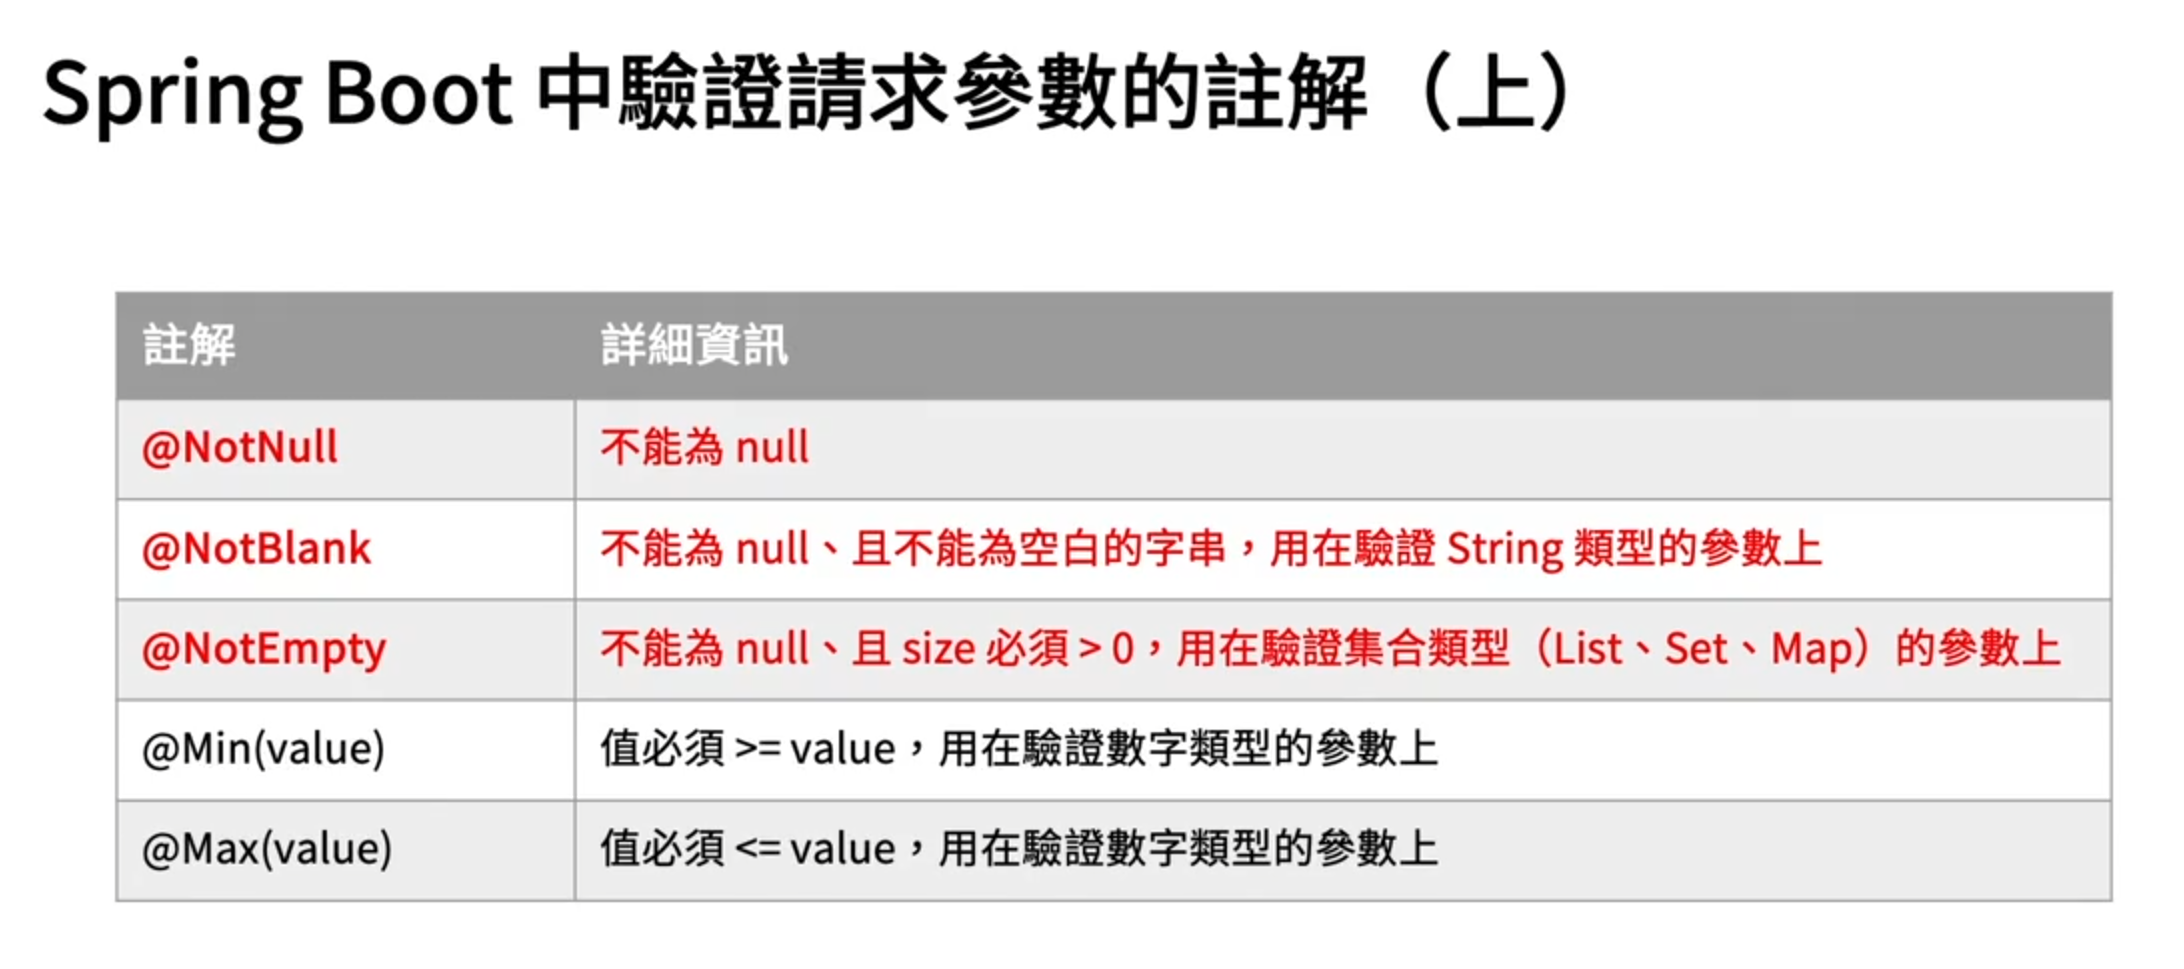 Spring Boot 中驗證請求參數的註解（上）
註解 詳細資訊
@NotNull 不能為 null
@NotBlank 不能為 null、且不能為空白的字串，用在驗證 String 類型的參數上
@NotEmpty 不能為 null、且 size 必須 > 0，用在驗證集合類型（List、Set、Map）的參數上
@Min(value) 值必須 >= value，用在驗證數字類型的參數上
@Max(value) 值必須 <= value，用在驗證數字類型的參數上